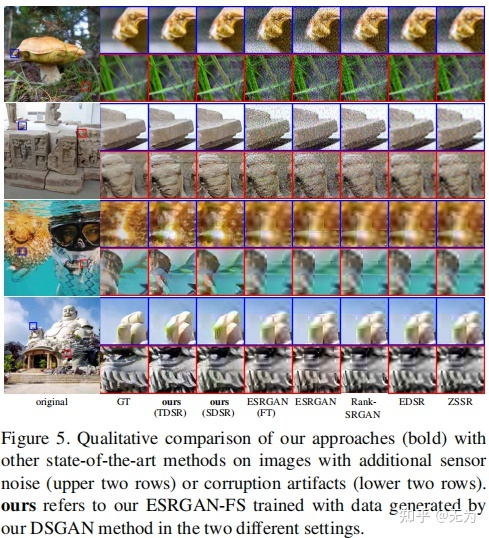 original
GT
ours
(TDSR)
ours
(SDSR)
ESRGAN
(FT)
ESRGAN
Rank-
SRGAN
EDSR
ZSSR
Figure 5. Qualitative comparison of our approaches (bold) with
other state-of-the-art methods on images with additional sensor
noise (upper two rows) or corruption artifacts (lower two rows).
ours refers to our ESRGAN-FS trained with data generated by
our DSGAN method in the two different settings.
知乎 @无为